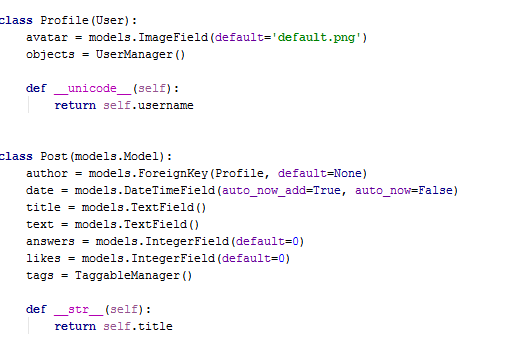 class Profile(User):
    avatar = models.ImageField(default='default.png')
    objects = UserManager()

    def __unicode__(self):
        return self.username


class Post(models.Model):
    author = models.ForeignKey(Profile, default=None)
    date = models.DateTimeField(auto_now_add=True, auto_now=False)
    title = models.TextField()
    text = models.TextField()
    answers = models.IntegerField(default=0)
    likes = models.IntegerField(default=0)
    tags = TaggableManager()

    def __str__(self):
        return self.title